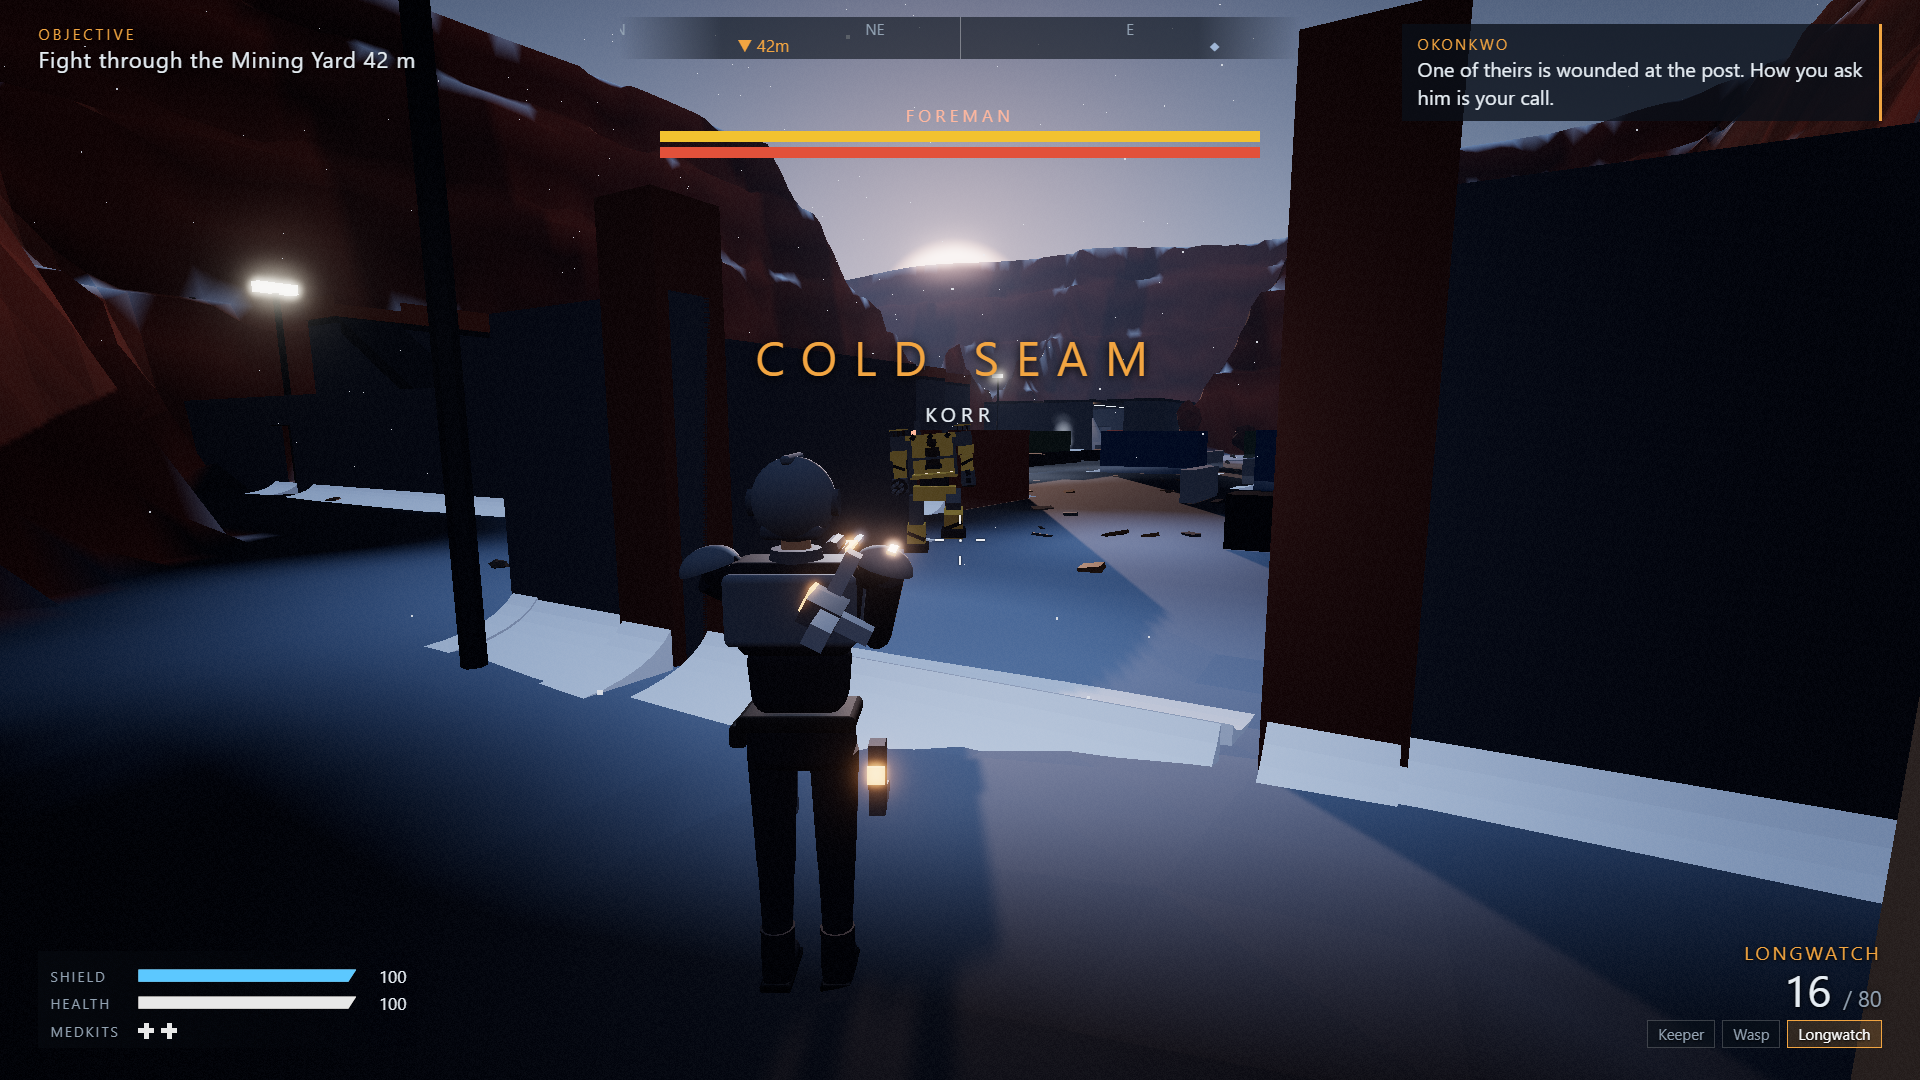 OBJECTIVE
Fight through the Mining Yard 42 m
N
NE
E
42m
OKONKWO
One of theirs is wounded at the post. How you ask
him is your call.
FOREMAN
COLD SEAM
KORR
SHIELD 100
HEALTH 100
MEDKITS
LONGWATCH
16 / 80
Keeper Wasp Longwatch